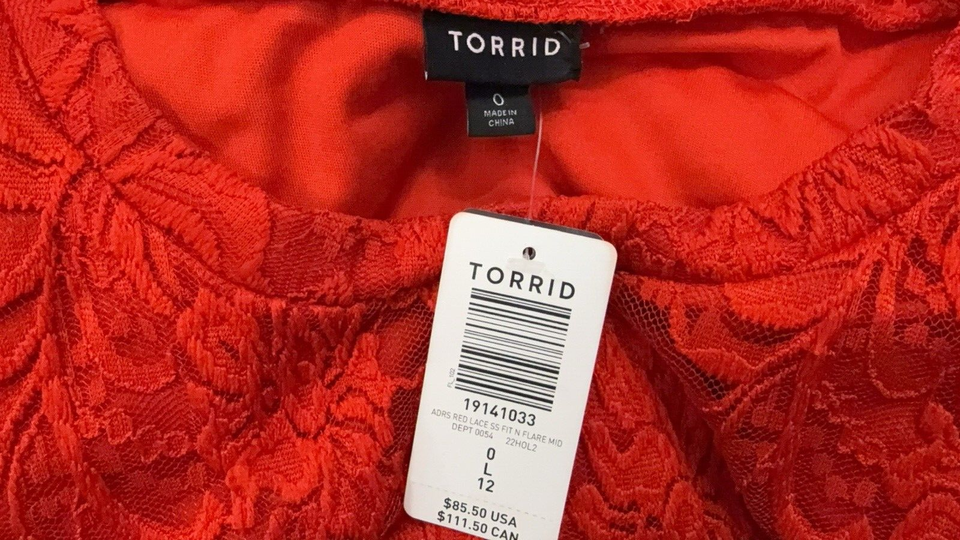 TORRID
0
MADE IN
CHINA
TORRID
FL_102
19141033
ADRS RED LACE SS FIT N FLARE MID
DEPT 0054 22HOL2
0
L
12
$85.50 USA
$111.50 CAN